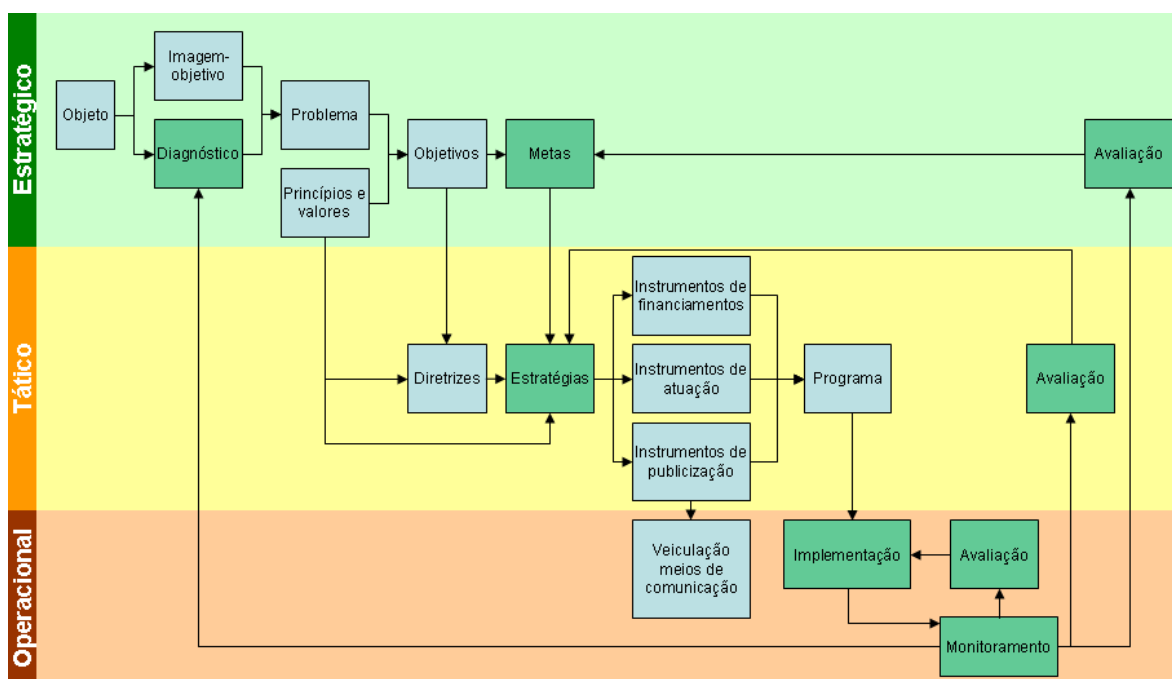 Estratégico
Objeto
Imagem-
objetivo
Diagnóstico
Problema
Princípios e
valores
Objetivos
Metas
Avaliação
Tático
Diretrizes
Estratégias
Instrumentos de
financiamentos
Instrumentos de
atuação
Instrumentos de
publicização
Programa
Avaliação
Operacional
Veiculação
meios de
comunicação
Implementação
Avaliação
Monitoramento